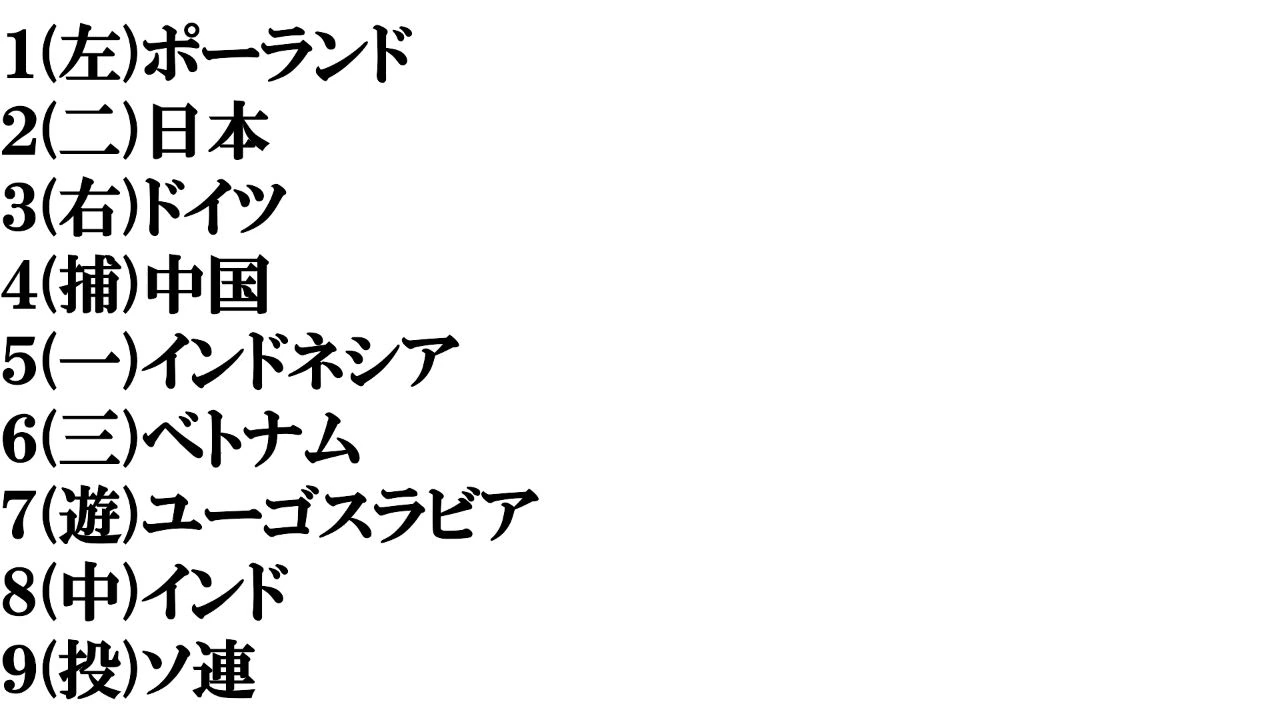 1(左)ポーランド
2(二)日本
3(右)ドイツ
4(捕)中国
5(一)インドネシア
6(三)ベトナム
7(遊)ユーゴスラビア
8(中)インド
9(投)ソ連